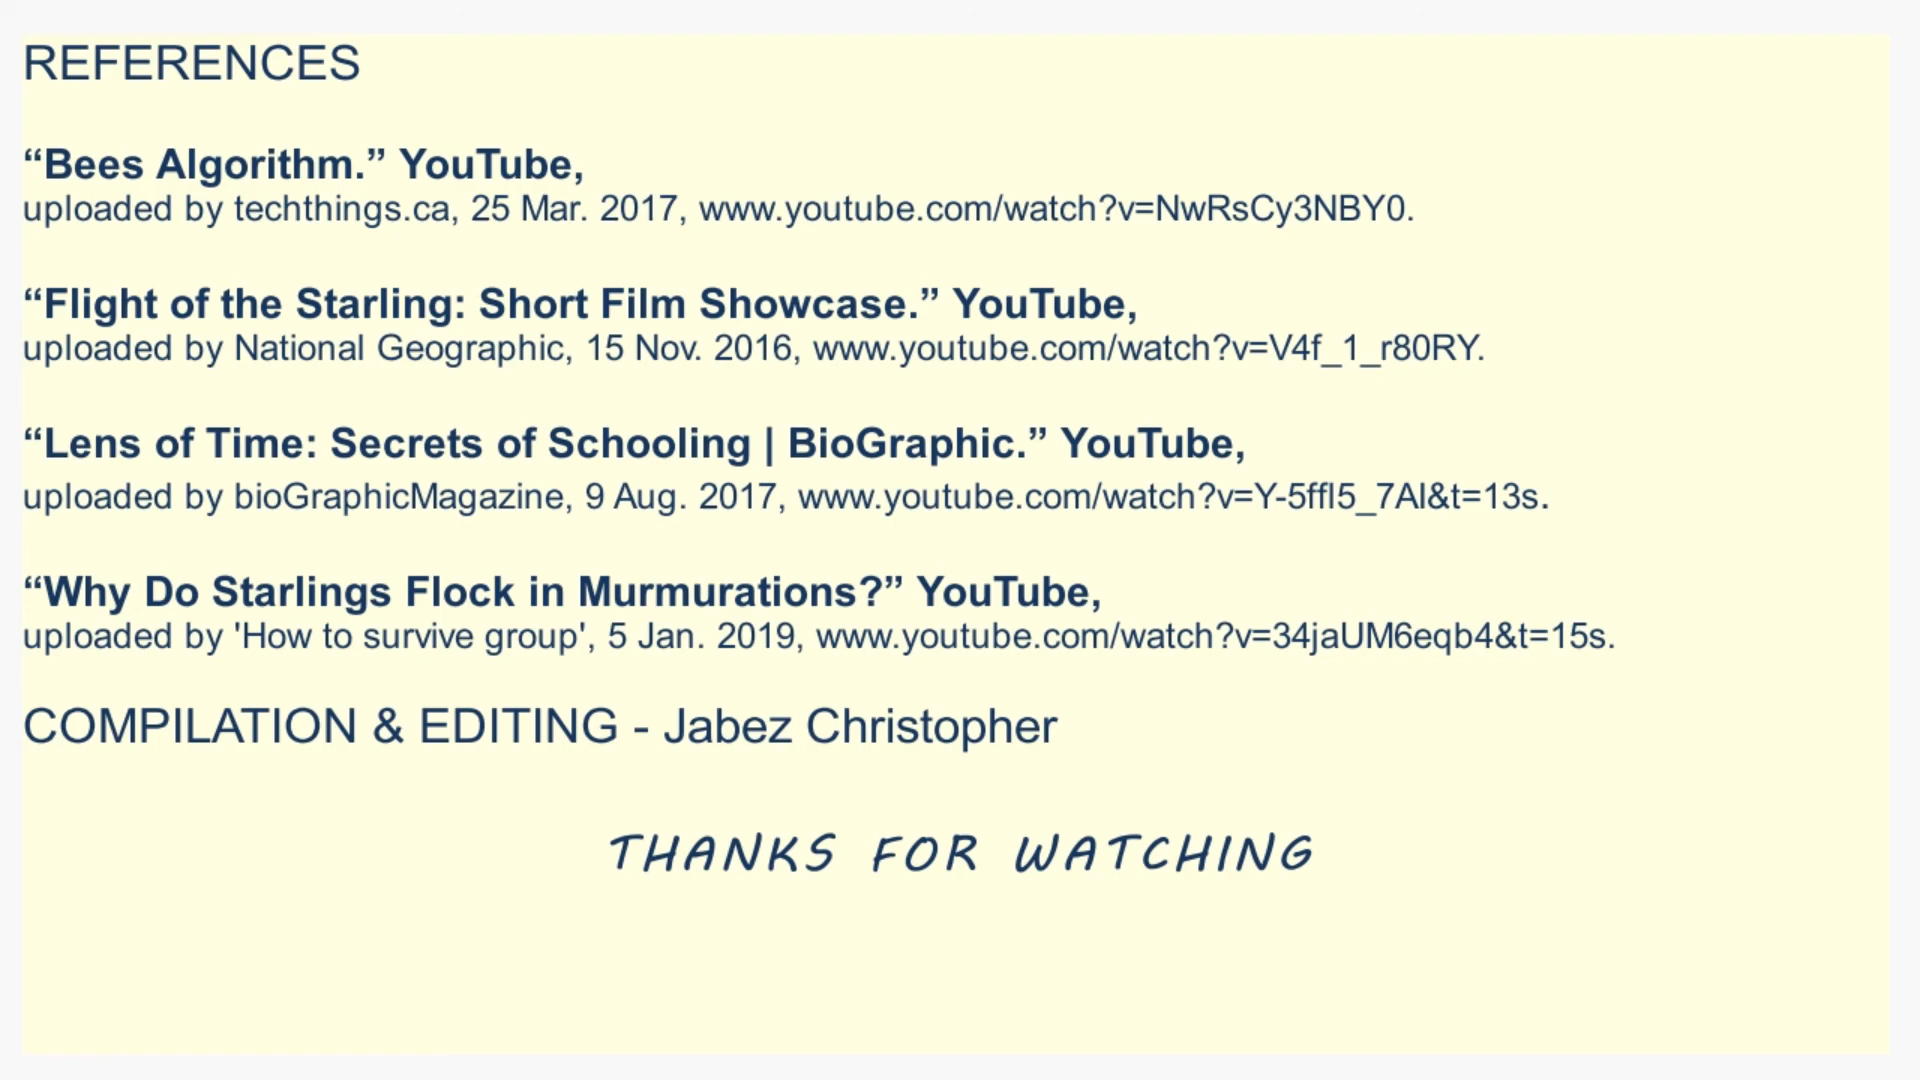 REFERENCES
“Bees Algorithm.” YouTube,
uploaded by techthings.ca, 25 Mar. 2017, www.youtube.com/watch?v=NwRsCy3NBY0.
“Flight of the Starling: Short Film Showcase.” YouTube,
uploaded by National Geographic, 15 Nov. 2016, www.youtube.com/watch?v=V4f_1_r80RY.
“Lens of Time: Secrets of Schooling | BioGraphic.” YouTube,
uploaded by bioGraphicMagazine, 9 Aug. 2017, www.youtube.com/watch?v=Y-5ffl5_7AI&t=13s.
“Why Do Starlings Flock in Murmurations?” YouTube,
uploaded by 'How to survive group', 5 Jan. 2019, www.youtube.com/watch?v=34jaUM6eqb4&t=15s.
COMPILATION & EDITING - Jabez Christopher
THANKS FOR WATCHING